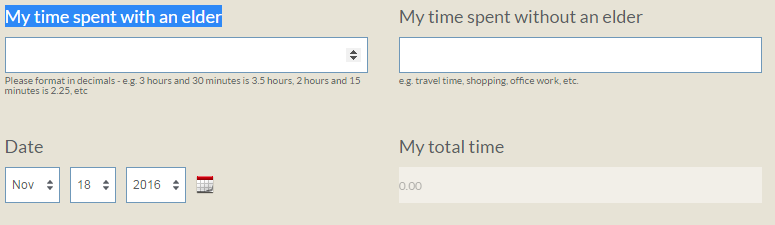 My time spent with an elder
My time spent without an elder
Please format in decimals - e.g. 3 hours and 30 minutes is 3.5 hours, 2 hours and 15
minutes is 2.25, etc
e.g. travel time, shopping, office work, etc.
Date
My total time
Nov 18 2016
0.00